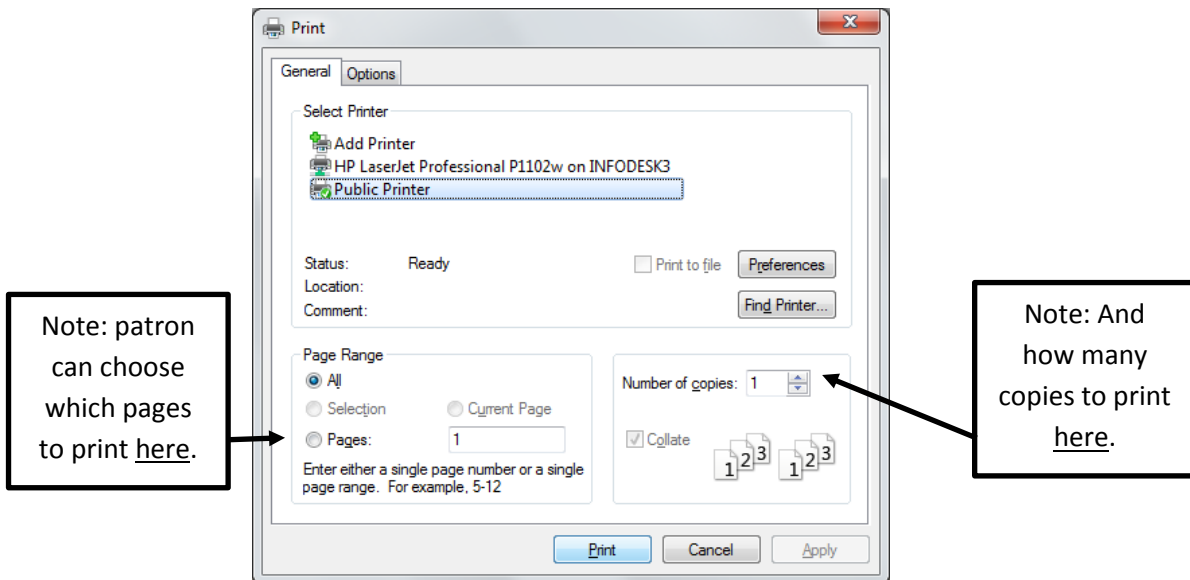 Print
General Options
Select Printer
Add Printer
HP LaserJet Professional P1102w on INFODESK3
Public Printer
Status: Ready
Print to file
Preferences
Location:
Comment:
Find Printer...
Note: patron
can choose
which pages
to print here.
Page Range
All
Selection Current Page
Pages: 1
Enter either a single page number or a single
page range. For example, 5-12
Number of copies: 1
Collate
1 2 3 1 2 3
Note: And
how many
copies to print
here.
Print Cancel Apply